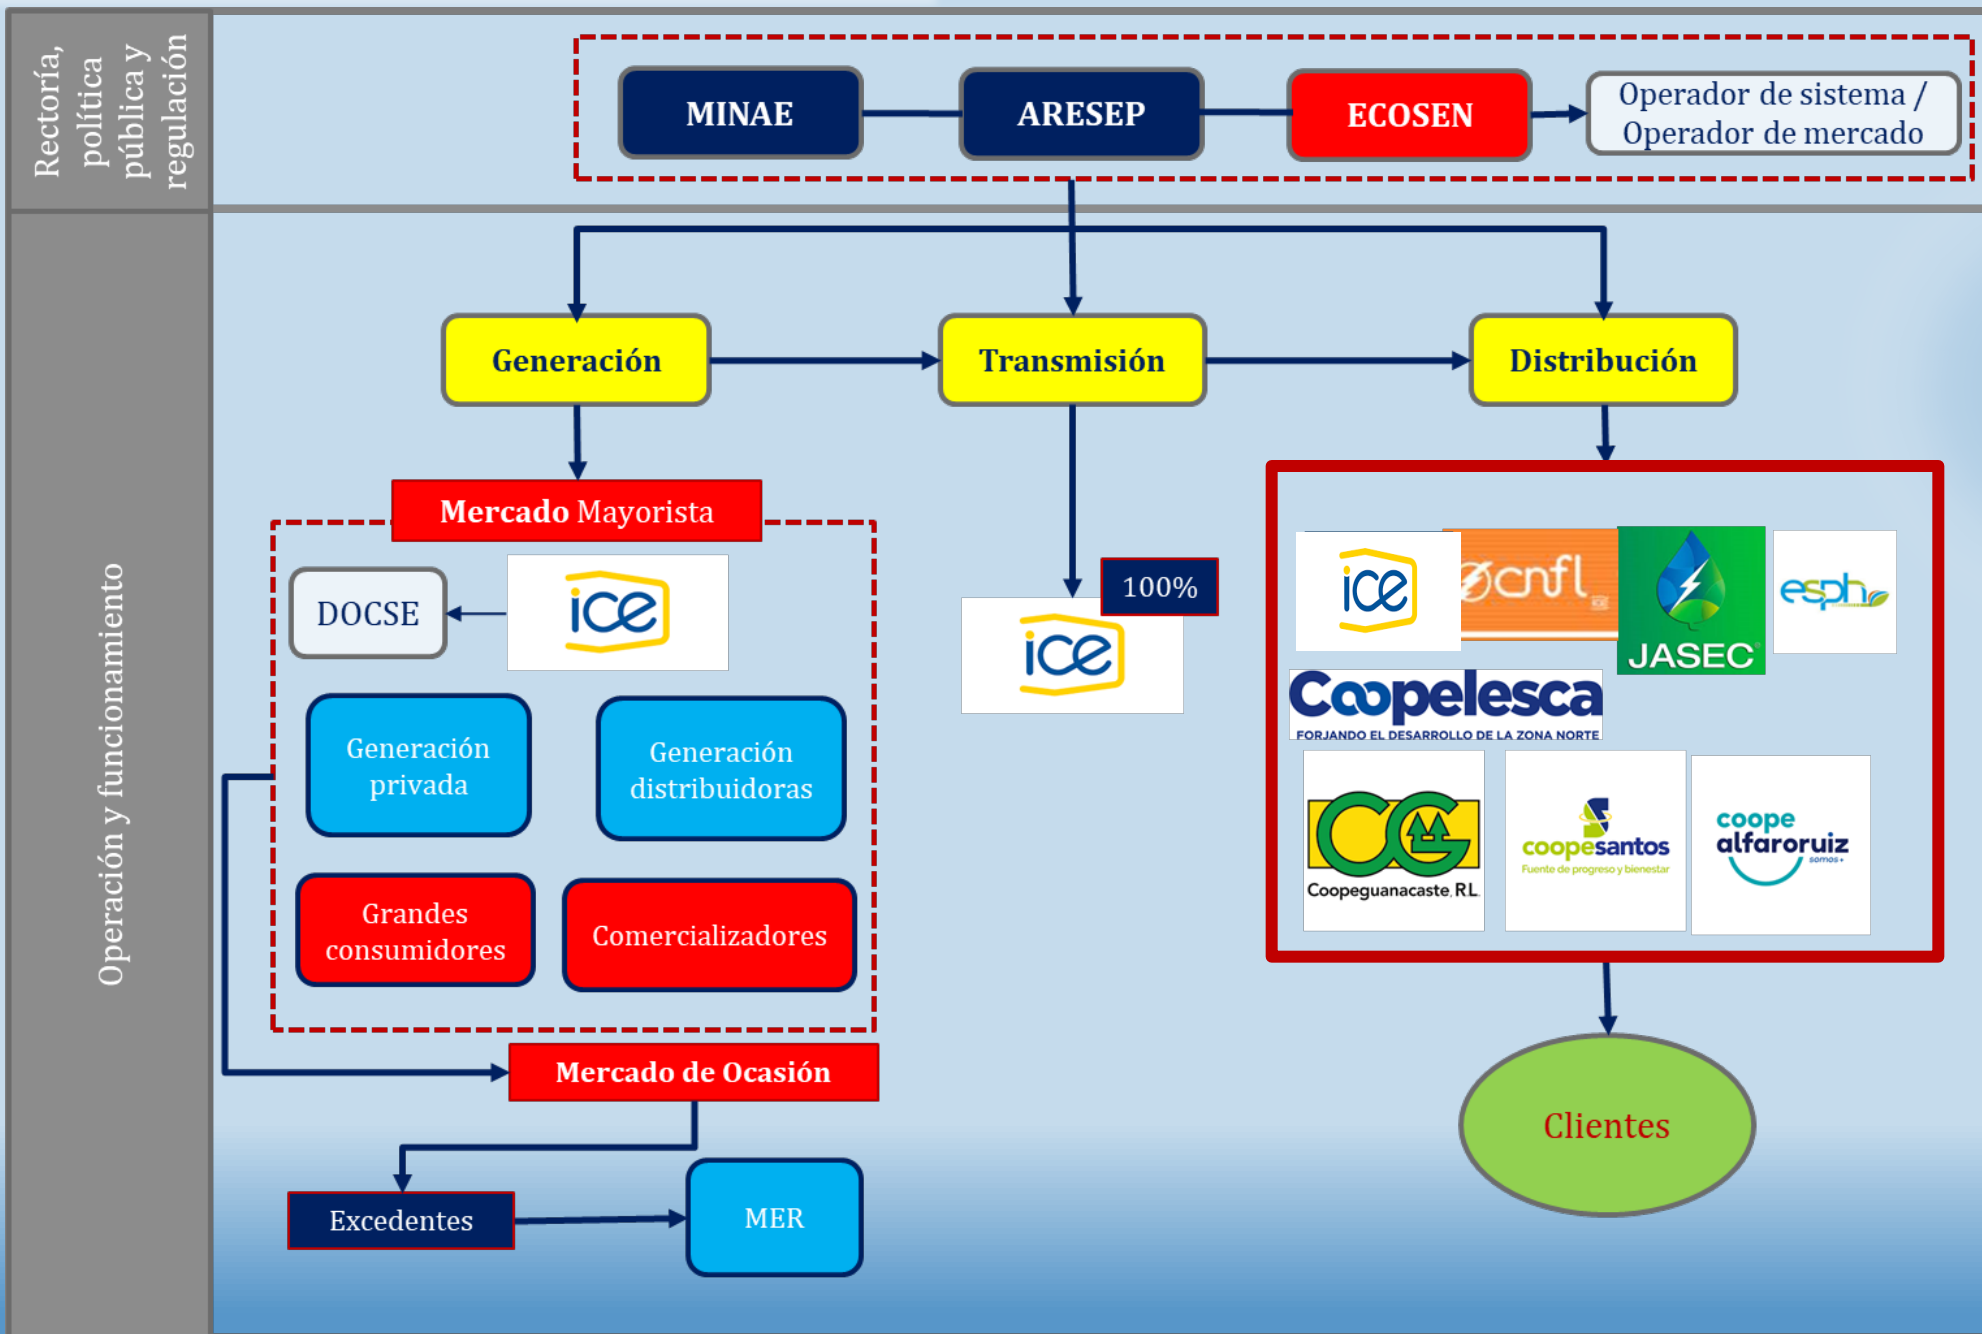 Rectoría,
política
pública y
regulación
MINAE
ARESEP
ECOSEN
Operador de sistema /
Operador de mercado
Operación y funcionamiento
Generación
Transmisión
Distribución
Mercado Mayorista
DOCSE
ice
Generación
privada
Generación
distribuidoras
Grandes
consumidores
Comercializadores
Mercado de Ocasión
Excedentes
MER
100%
ice
ice
cnfl
JASEC
esph
Coopelesca
FORJANDO EL DESARROLLO DE LA ZONA NORTE
CG
Coopeguanacaste, R.L.
coopesantos
Fuente de progreso y bienestar
coope
alfaroruiz
somos+
Clientes